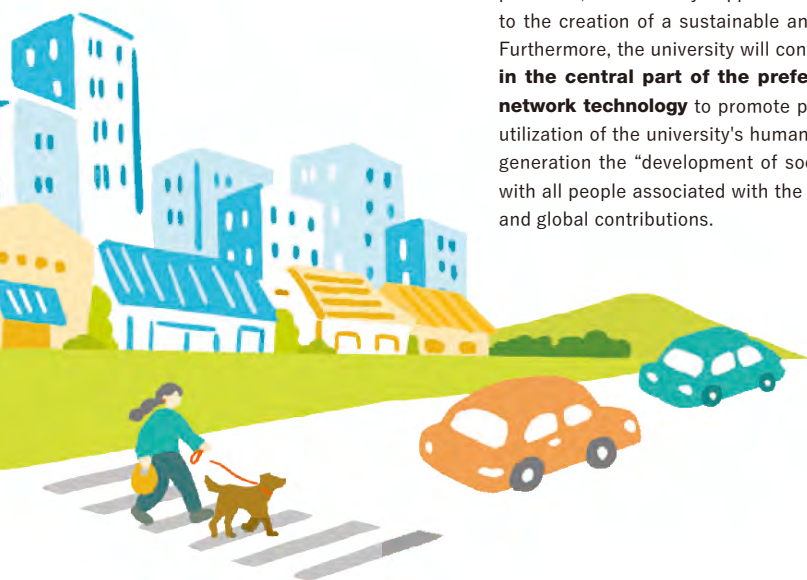 to the creation of a sustainable an
Furthermore, the university will con
in the central part of the prefe
network technology to promote p
utilization of the university's human
generation the “development of soc
with all people associated with the
and global contributions.